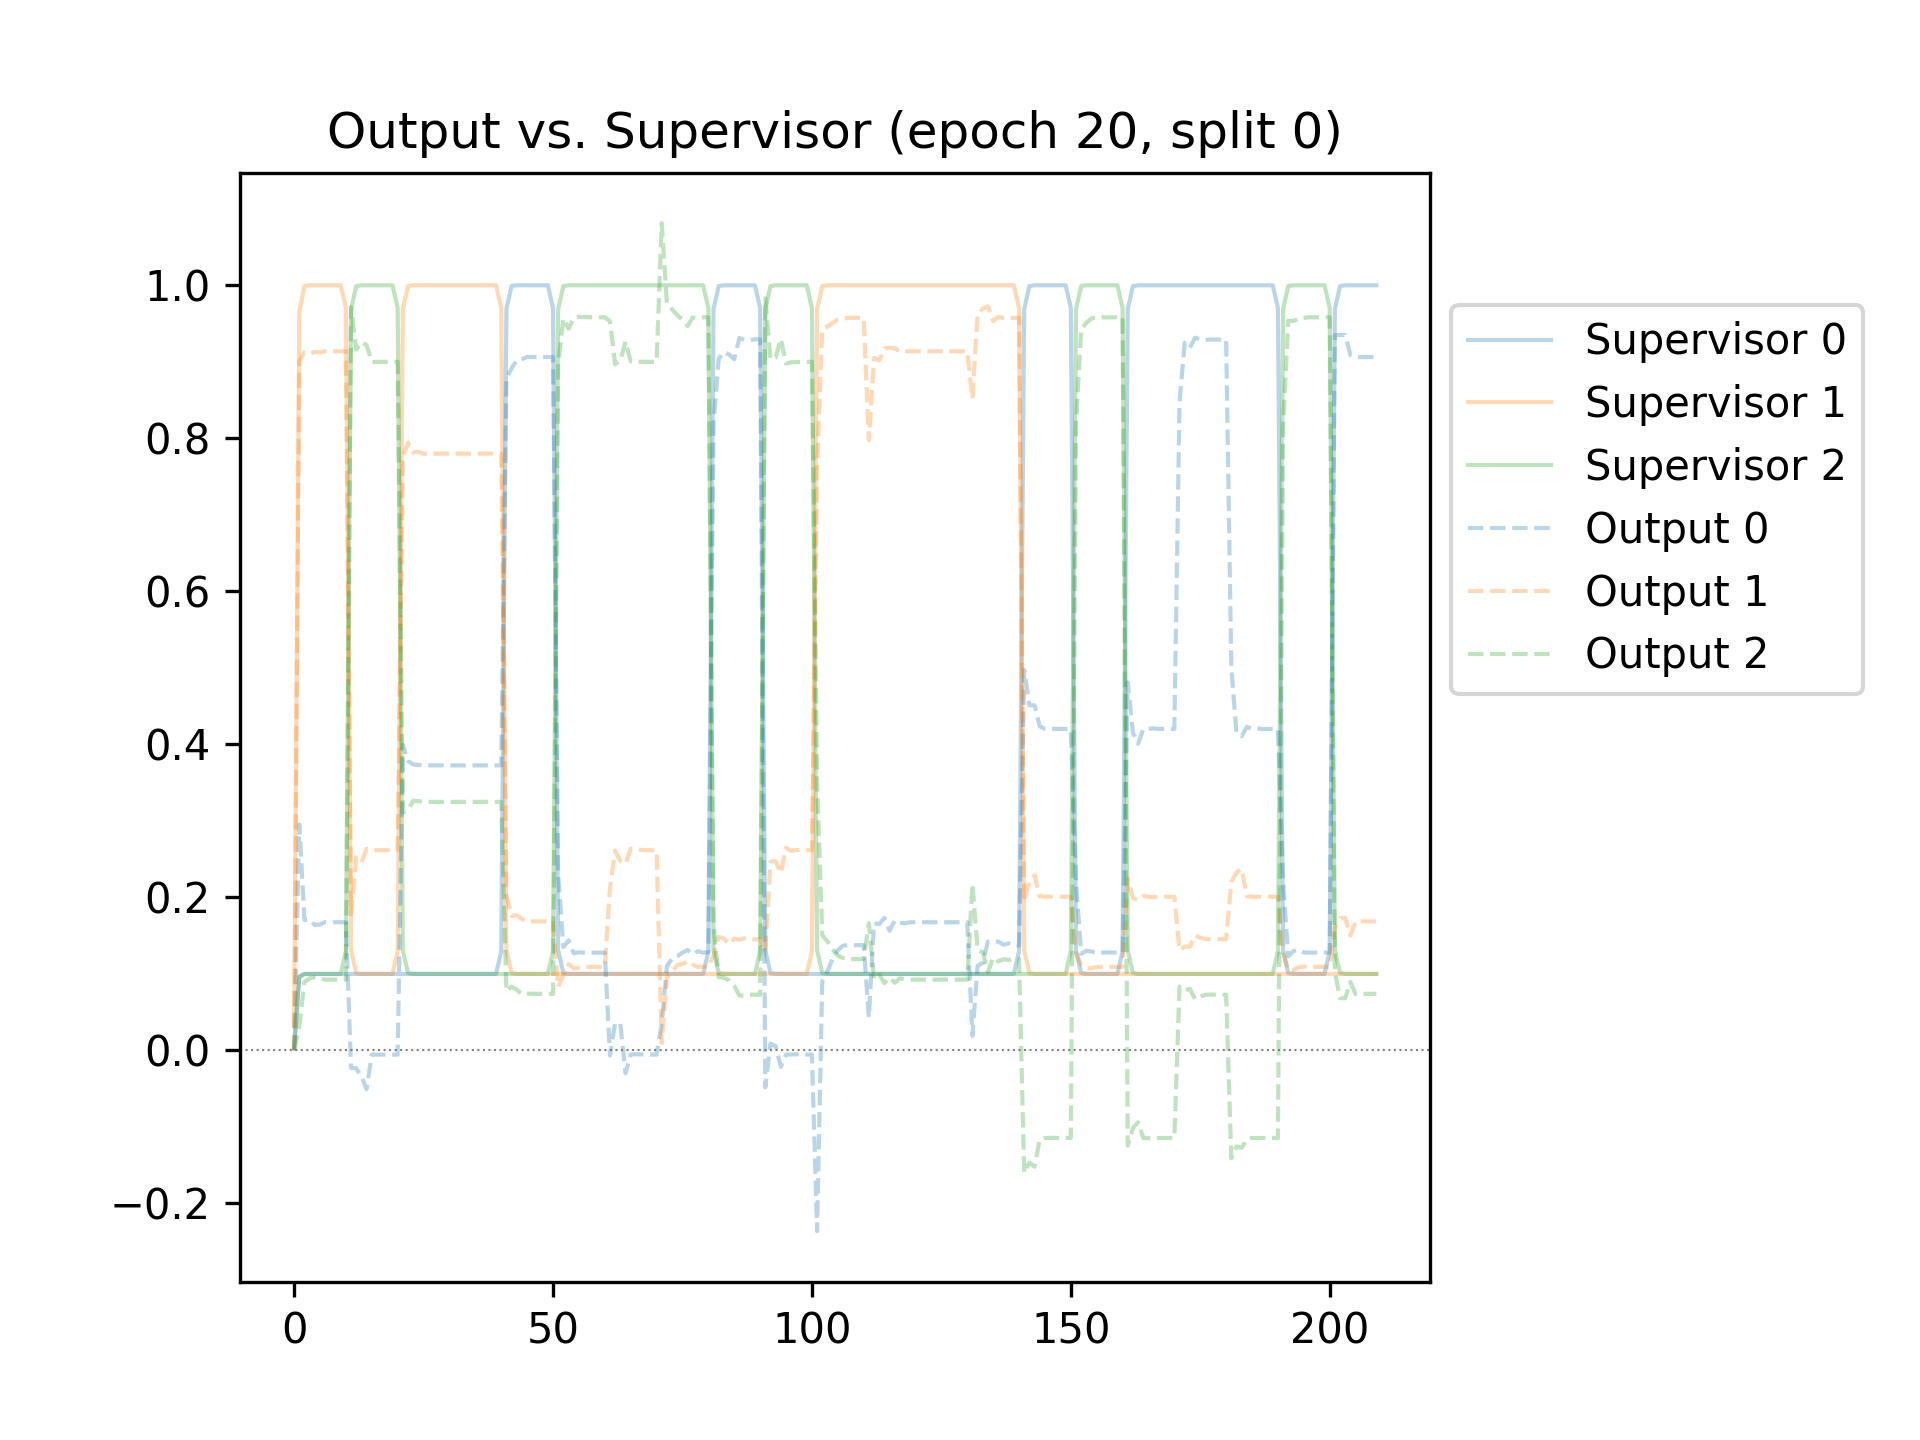 Output vs. Supervisor (epoch 20, split 0)
1.0
0.8
0.6
0.4
0.2
0.0
−0.2
0
50
100
150
200
Supervisor 0
Supervisor 1
Supervisor 2
Output 0
Output 1
Output 2